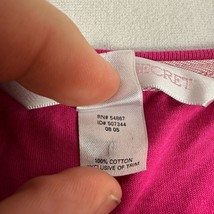 SECRET
RN# 54867
ID# 507344
09 05
100% COTTON
EXCLUSIVE OF TRIM